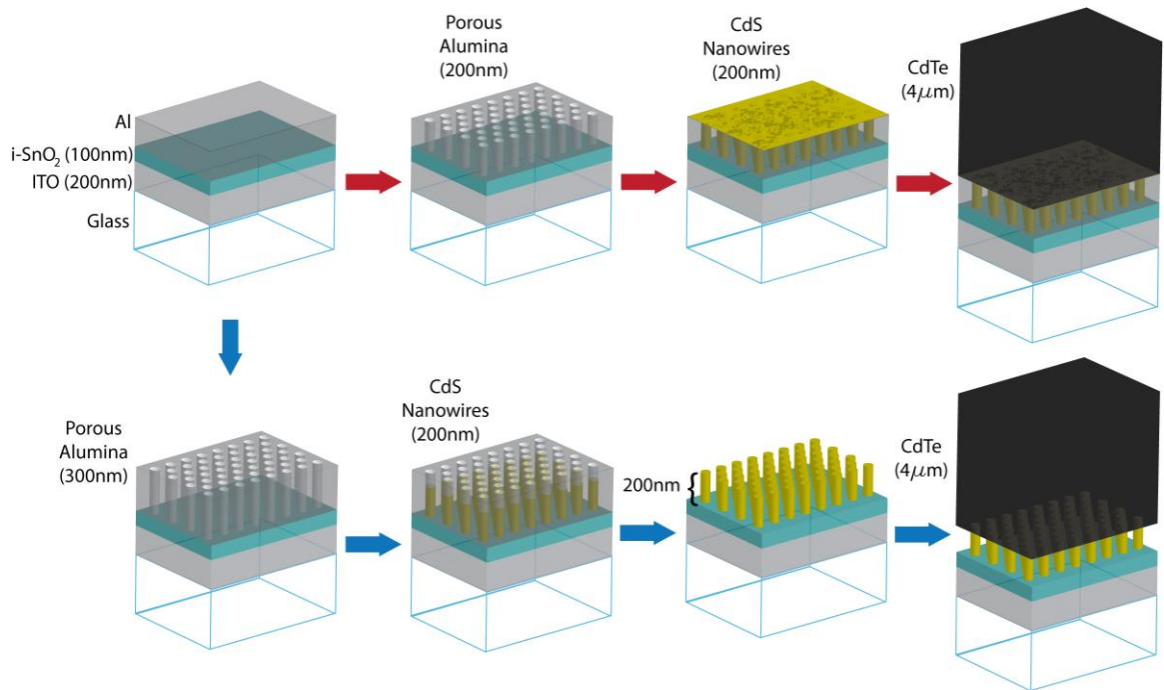 Porous
Alumina
(200nm)
CdS
Nanowires
(200nm)
CdTe
(4μm)
Al
i-SnO₂ (100nm)
ITO (200nm)
Glass
Porous
Alumina
(300nm)
CdS
Nanowires
(200nm)
200nm {
CdTe
(4μm)